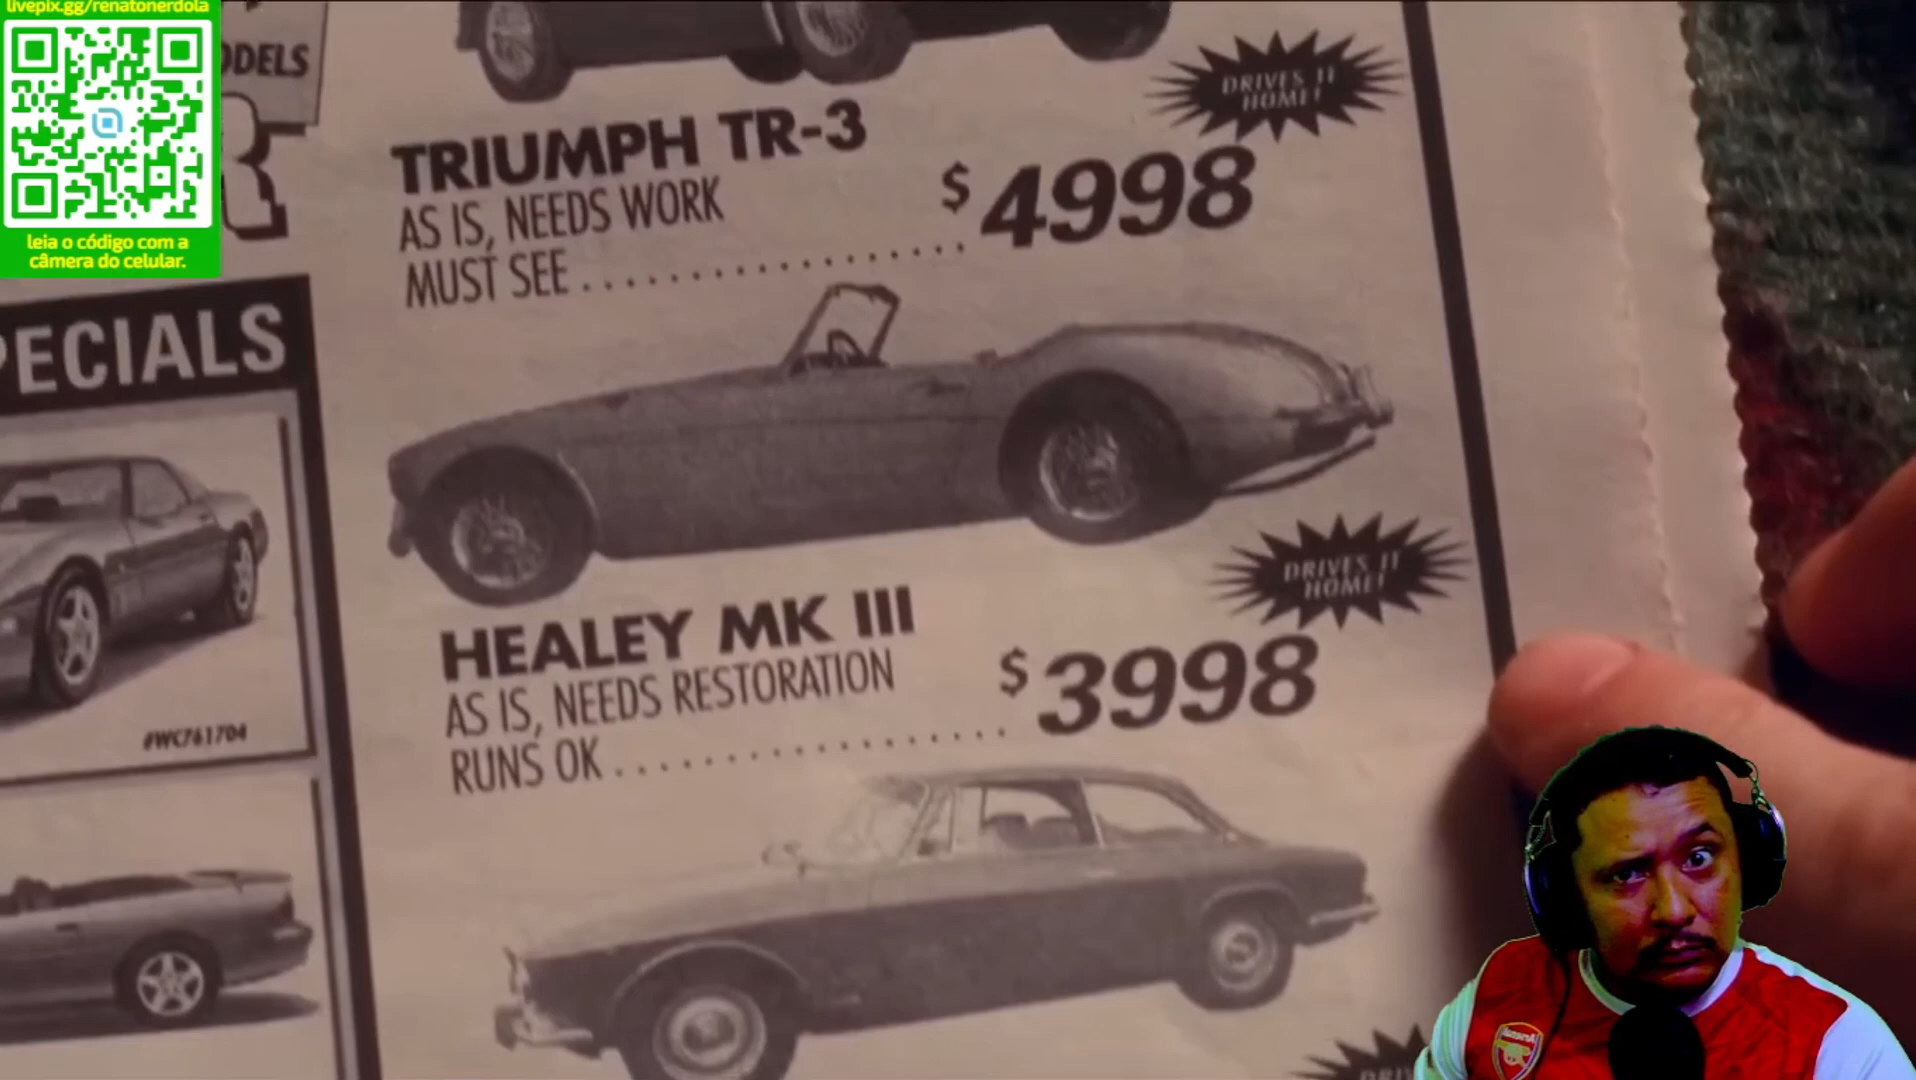 livepix.gg/renatonerdola
leia o código com a
câmera do celular.
ODELS
R
PECIALS
#WC761704
DRIVES IT
HOME!
TRIUMPH TR-3
AS IS, NEEDS WORK
MUST SEE.................. $4998
DRIVES IT
HOME!
HEALEY MK III
AS IS, NEEDS RESTORATION
RUNS OK.................. $3998
DRIV
Arsenal